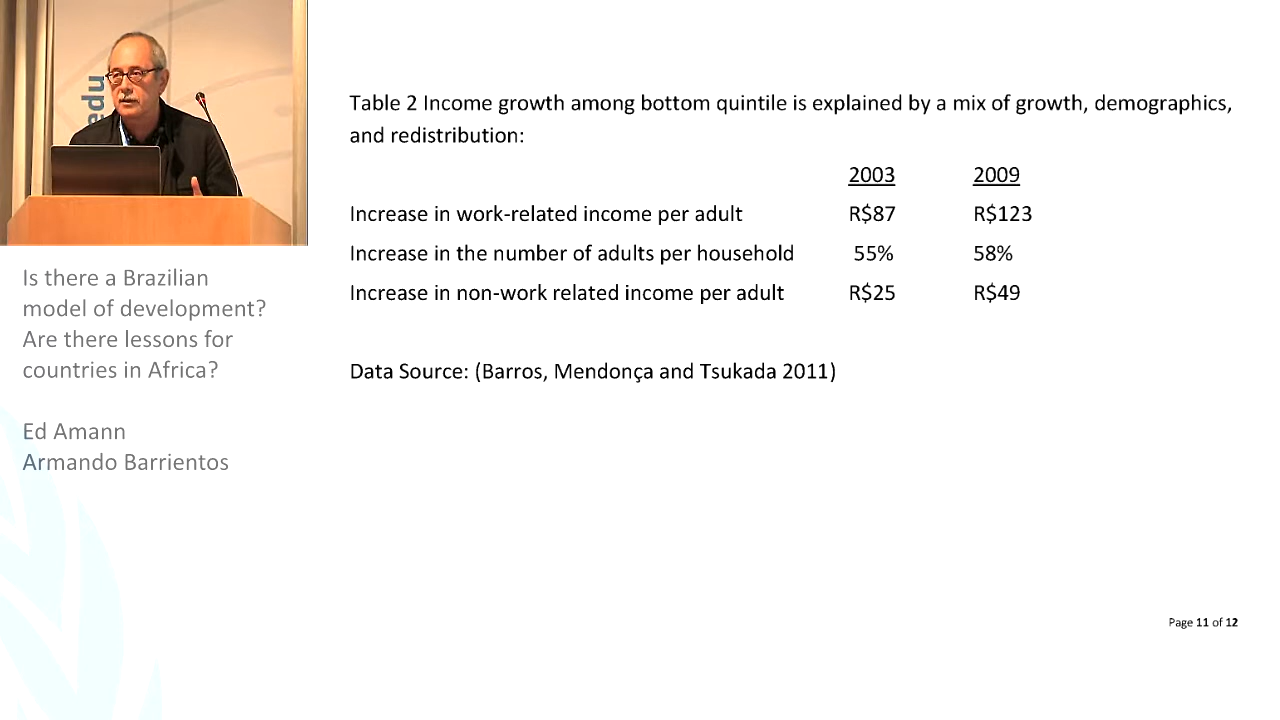 edu
Is there a Brazilian
model of development?
Are there lessons for
countries in Africa?
Ed Amann
Armando Barrientos
Table 2 Income growth among bottom quintile is explained by a mix of growth, demographics,
and redistribution:
2003 2009
Increase in work-related income per adult R$87 R$123
Increase in the number of adults per household 55% 58%
Increase in non-work related income per adult R$25 R$49
Data Source: (Barros, Mendonça and Tsukada 2011)
Page 11 of 12